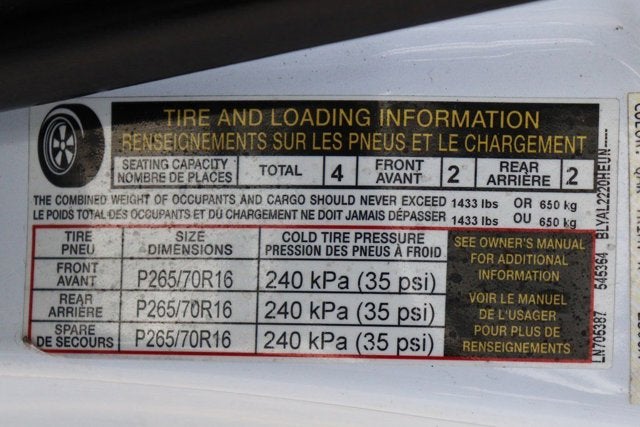 TIRE AND LOADING INFORMATION
RENSEIGNEMENTS SUR LES PNEUS ET LE CHARGEMENT
SEATING CAPACITY TOTAL 4 FRONT 2 REAR 2
NOMBRE DE PLACES AVANT ARRIÈRE
THE COMBINED WEIGHT OF OCCUPANTS AND CARGO SHOULD NEVER EXCEED 1433 lbs OR 650 kg
LE POIDS TOTAL DES OCCUPANTS ET DU CHARGEMENT NE DOIT JAMAIS DÉPASSER 1433 lbs OU 650 kg
TIRE SIZE COLD TIRE PRESSURE
PNEU DIMENSIONS PRESSION DES PNEUS À FROID
FRONT
AVANT P265/70R16 240 kPa (35 psi)
REAR
ARRIÈRE P265/70R16 240 kPa (35 psi)
SPARE
DE SECOURS P265/70R16 240 kPa (35 psi)
SEE OWNER'S MANUAL
FOR ADDITIONAL
INFORMATION
VOIR LE MANUEL
DE L'USAGER
POUR PLUS DE
RENSEIGNEMENTS
LN705387 545364 BLYAL2220HEUN----